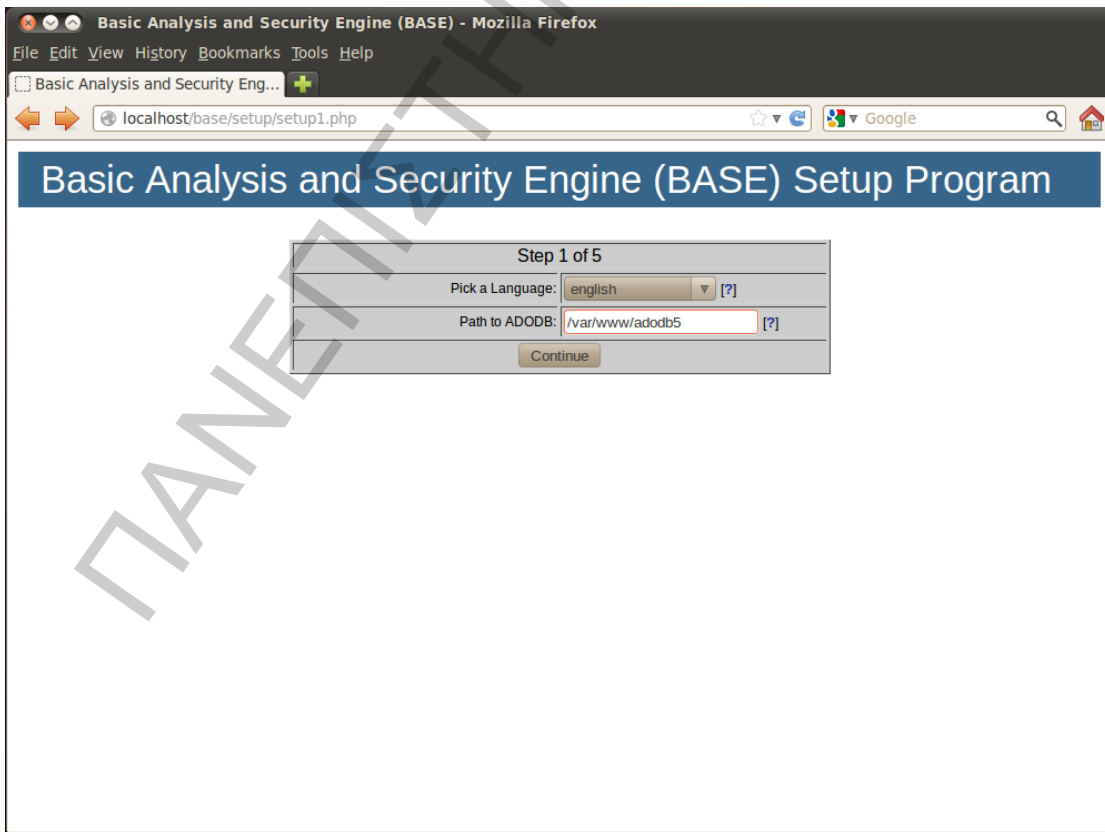 Basic Analysis and Security Engine (BASE) - Mozilla Firefox
File Edit View History Bookmarks Tools Help
Basic Analysis and Security Eng...
localhost/base/setup/setup1.php
Google
Basic Analysis and Security Engine (BASE) Setup Program
Step 1 of 5
Pick a Language: english [?]
Path to ADODB: /var/www/adodb5 [?]
Continue
ΠΑΝΕΠΙΣΤΗ